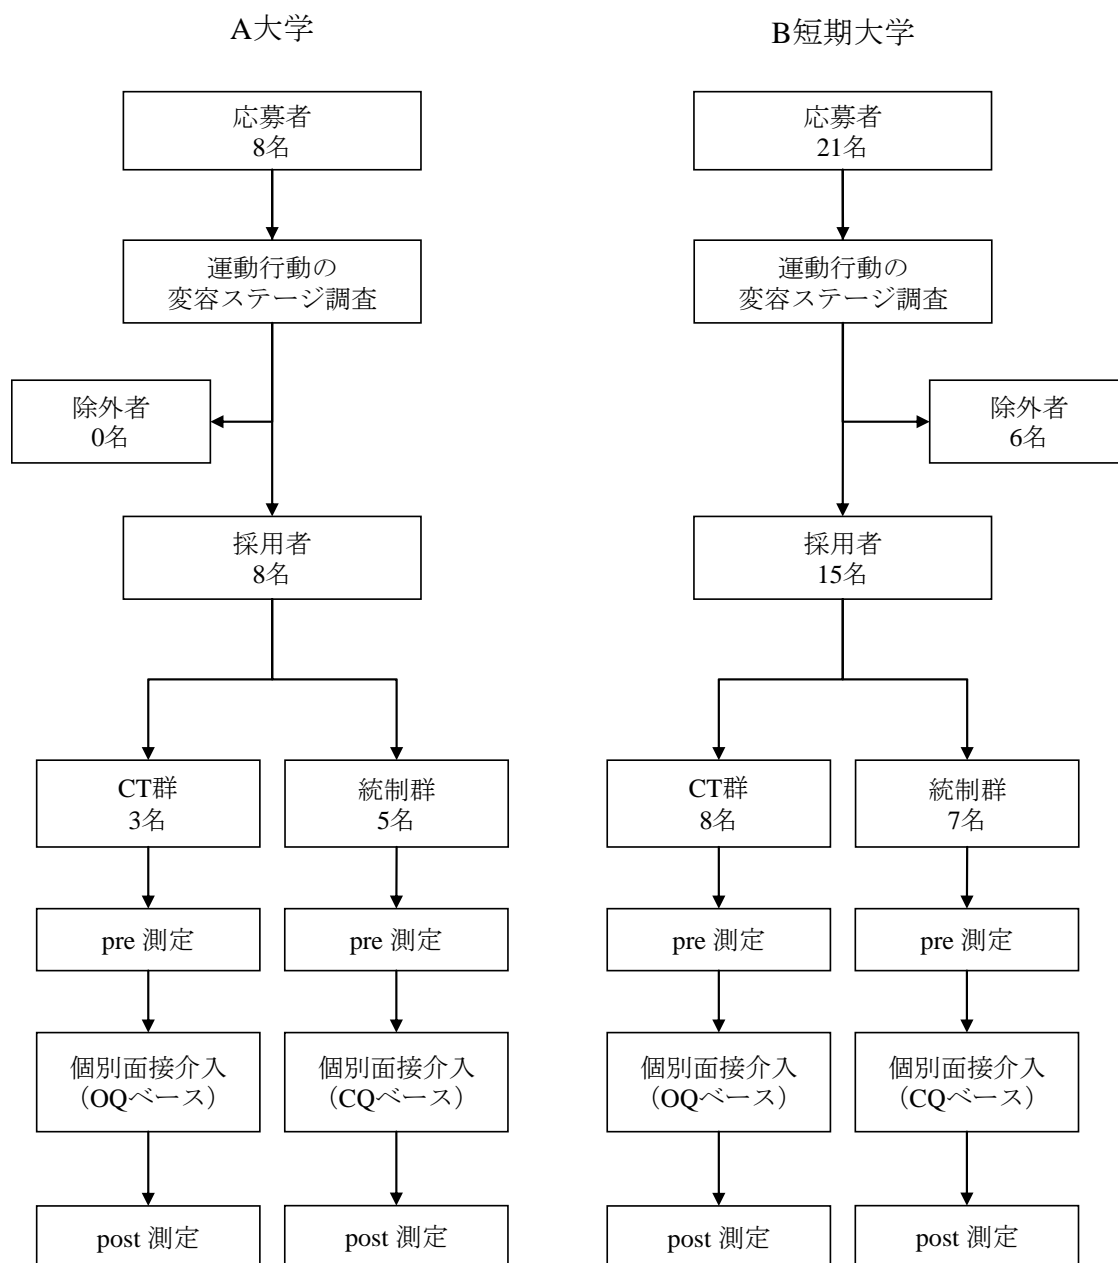 A大学
応募者
8名
運動行動の
変容ステージ調査
除外者
0名
採用者
8名
CT群
3名
統制群
5名
pre 測定
pre 測定
個別面接介入
（OQベース）
個別面接介入
（CQベース）
post 測定
post 測定
B短期大学
応募者
21名
運動行動の
変容ステージ調査
除外者
6名
採用者
15名
CT群
8名
統制群
7名
pre 測定
pre 測定
個別面接介入
（OQベース）
個別面接介入
（CQベース）
post 測定
post 測定